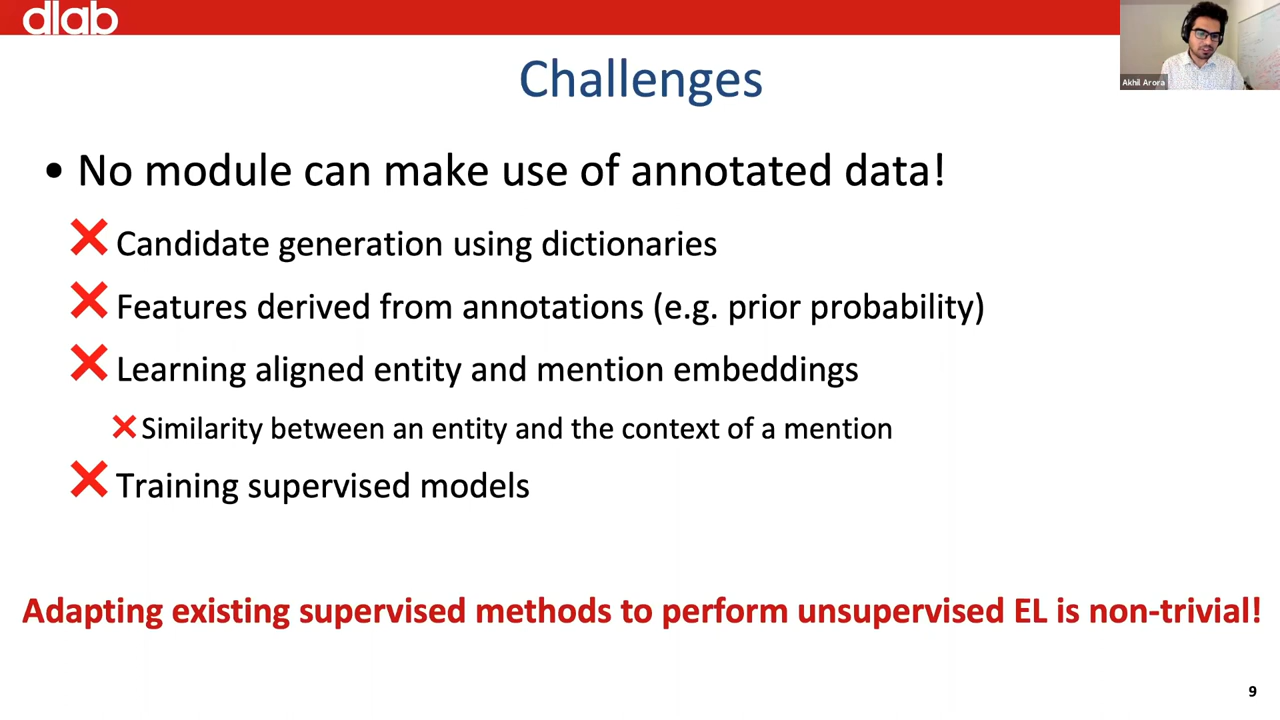 dlab
Akhil Arora
Challenges
• No module can make use of annotated data!
❌ Candidate generation using dictionaries
❌ Features derived from annotations (e.g. prior probability)
❌ Learning aligned entity and mention embeddings
❌ Similarity between an entity and the context of a mention
❌ Training supervised models
Adapting existing supervised methods to perform unsupervised EL is non-trivial!
9